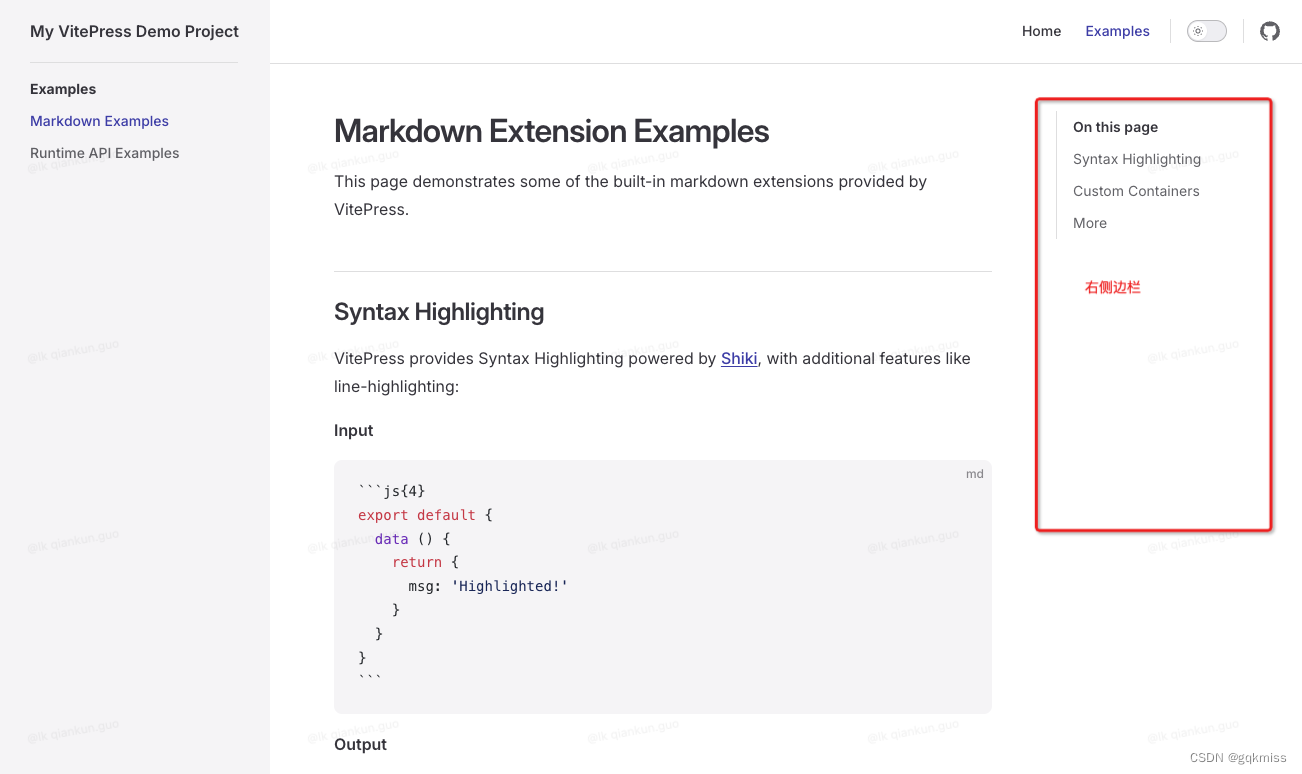 My VitePress Demo Project
Home
Examples
Examples
Markdown Examples
Runtime API Examples
Markdown Extension Examples
This page demonstrates some of the built-in markdown extensions provided by
VitePress.
Syntax Highlighting
VitePress provides Syntax Highlighting powered by Shiki, with additional features like
line-highlighting:
Input
md
```js{4}
export default {
  data () {
    return {
      msg: 'Highlighted!'
    }
  }
}
```
Output
On this page
Syntax Highlighting
Custom Containers
More
右侧边栏
CSDN @gqkmiss